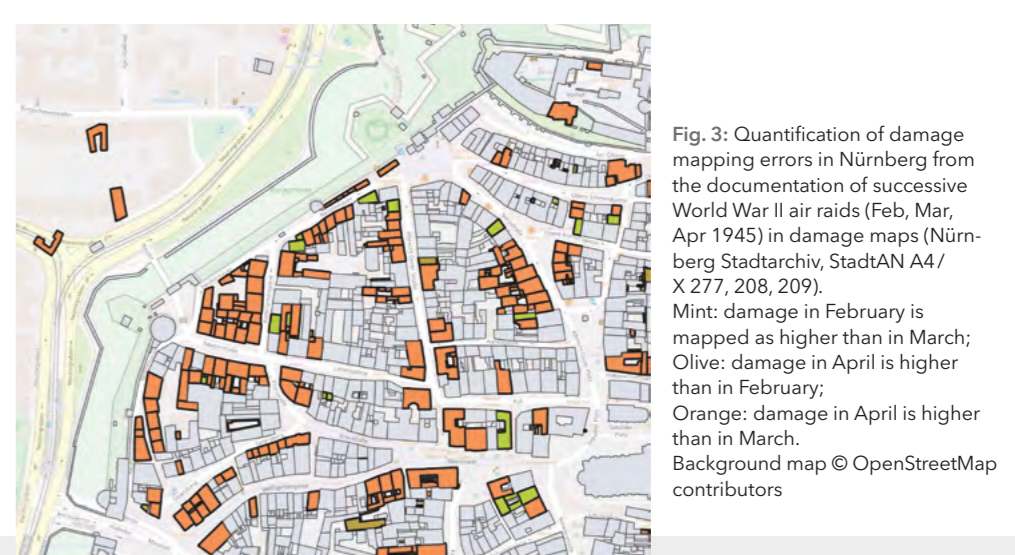 Fig. 3: Quantification of damage
mapping errors in Nürnberg from
the documentation of successive
World War II air raids (Feb, Mar,
Apr 1945) in damage maps (Nürn-
berg Stadtarchiv, StadtAN A4/
X 277, 208, 209).
Mint: damage in February is
mapped as higher than in March;
Olive: damage in April is higher
than in February;
Orange: damage in April is higher
than in March.
Background map © OpenStreetMap
contributors